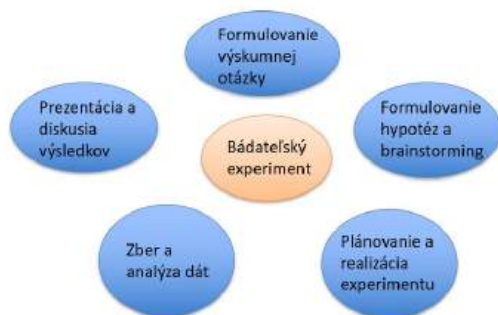 Formulovanie
výskumnej
otázky
Prezentácia a
diskusia
výsledkov
Formulovanie
hypotéz a
brainstorming
Bádateľský
experiment
Zber a
analýza dát
Plánovanie a
realizácia
experimentu